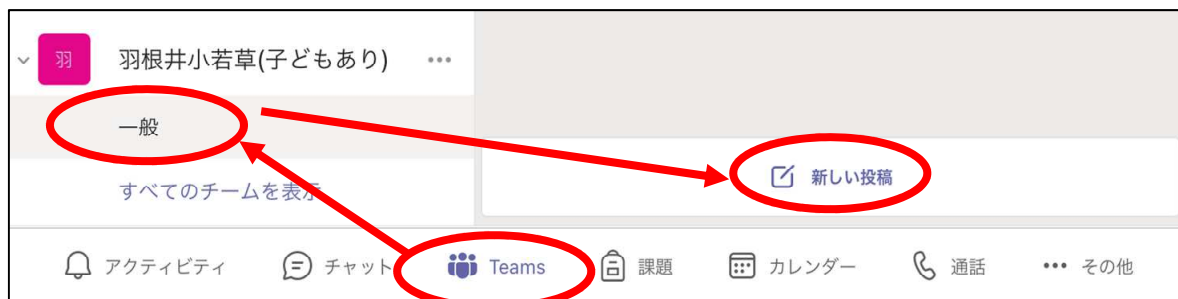 羽 羽根井小若草(子どもあり) •••
一般
新しい投稿
すべてのチームを表示
アクティビティ チャット Teams 課題 カレンダー 通話 ••• その他